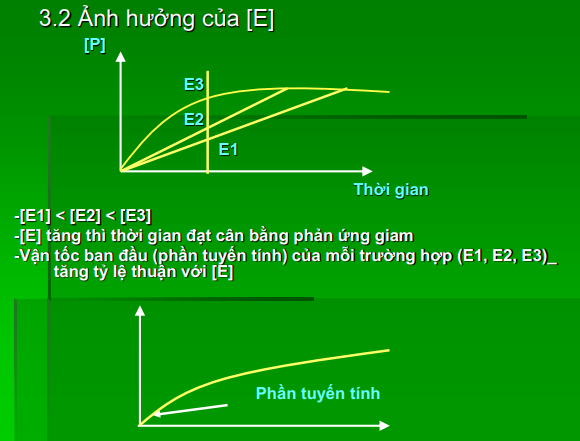 3.2 Ảnh hưởng của [E]
[P]
E3
E2
E1
Thời gian
-[E1] < [E2] < [E3]
-[E] tăng thì thời gian đạt cân bằng phản ứng giam
-Vận tốc ban đầu (phần tuyến tính) của mỗi trường hợp (E1, E2, E3)_
tăng tỷ lệ thuận với [E]
Phần tuyến tính